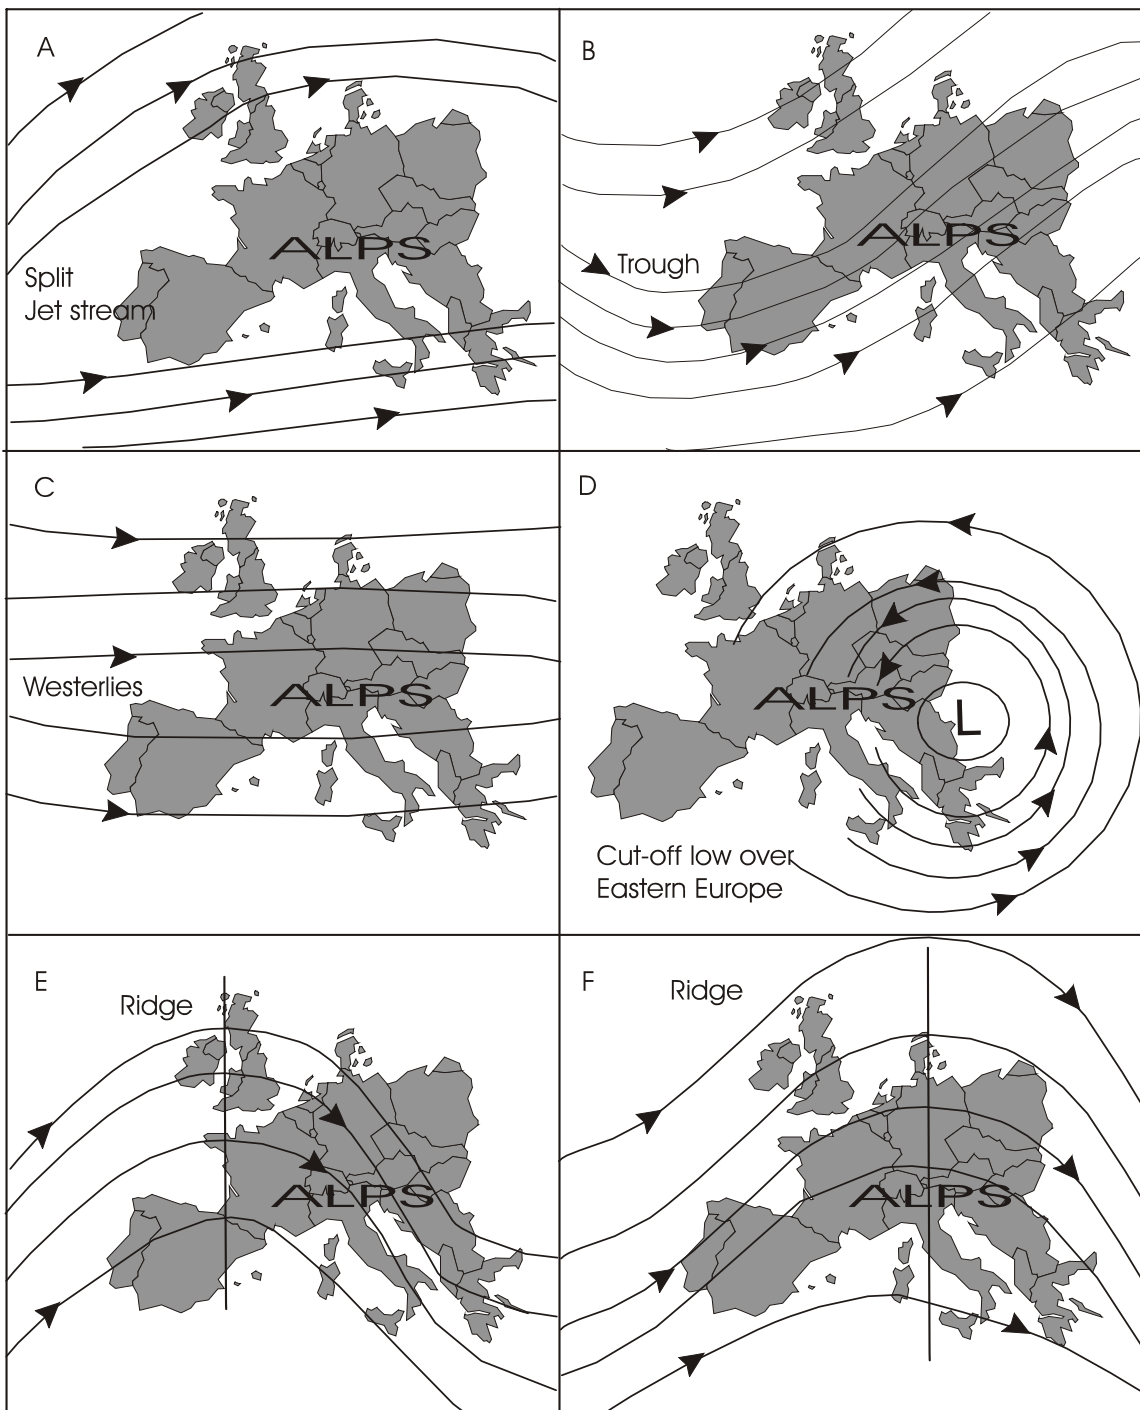 A
Split
Jet stream
ALPS
B
Trough
ALPS
C
Westerlies
ALPS
D
ALPS
L
Cut-off low over
Eastern Europe
E
Ridge
ALPS
F
Ridge
ALPS